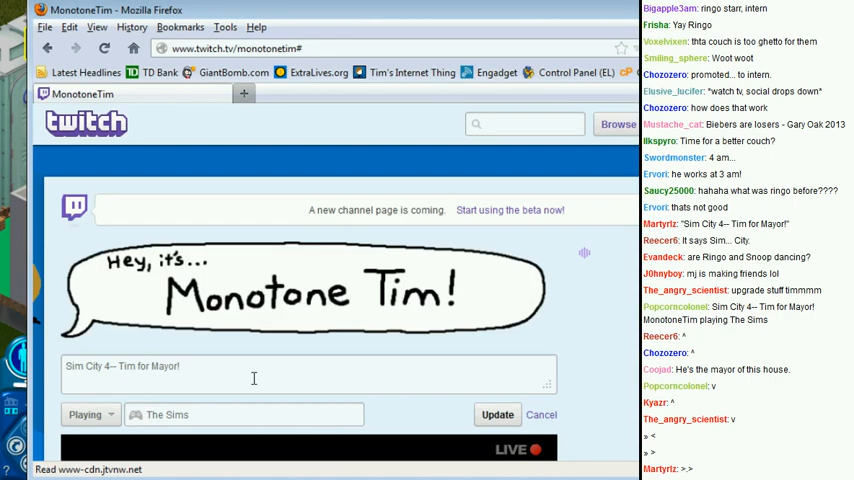 MonotoneTim - Mozilla Firefox
File Edit View History Bookmarks Tools Help
www.twitch.tv/monotonetim#
Latest Headlines TD Bank GiantBomb.com ExtraLives.org Tim's Internet Thing Engadget Control Panel (EL) cP
MonotoneTim +
twitch
Browse
A new channel page is coming. Start using the beta now!
Hey, it's...
Monotone Tim!
Sim City 4-- Tim for Mayor!
Playing The Sims Update Cancel
LIVE
Read www-cdn.jtvnw.net
Bigapple3am: ringo starr, intern
Frisha: Yay Ringo
Voxelvixen: thta couch is too ghetto for them
Smiling_sphere: Woot woot
Chozozero: promoted... to intern.
Elusive_lucifer: *watch tv, social drops down*
Chozozero: how does that work
Mustache_cat: Biebers are losers - Gary Oak 2013
Ilkspyro: Time for a better couch?
Swordmonster: 4 am...
Ervori: he works at 3 am!
Saucy25000: hahaha what was ringo before????
Ervori: thats not good
Martyrlz: "Sim City 4-- Tim for Mayor!"
Reecer6: It says Sim... City.
Evandeck: are Ringo and Snoop dancing?
J0hnyboy: mj is making friends lol
The_angry_scientist: upgrade stuff timmmm
Popcorncolonel: Sim City 4-- Tim for Mayor!
MonotoneTim playing The Sims
Reecer6: ^
Chozozero: ^
Coojad: He's the mayor of this house.
Popcorncolonel: v
Kyazr: ^
The_angry_scientist: v
» <
» >
Martyrlz: >.>